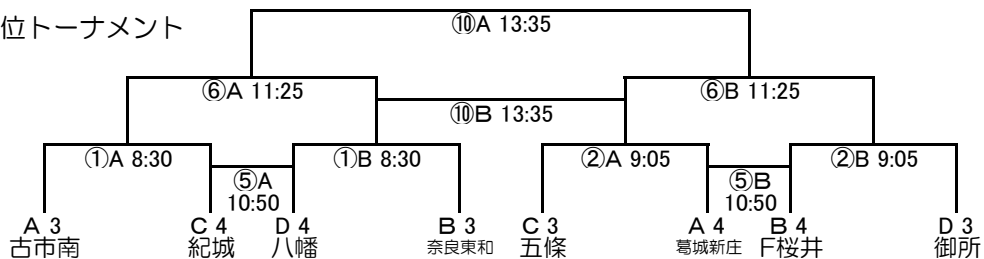 位トーナメント
⑩A 13:35
⑥A 11:25
⑥B 11:25
⑩B 13:35
①A 8:30
①B 8:30
②A 9:05
②B 9:05
⑤A
10:50
⑤B
10:50
A 3
C 4
D 4
B 3
C 3
A 4
B 4
D 3
古市南
紀城
八幡
奈良東和
五條
葛城新庄
F桜井
御所